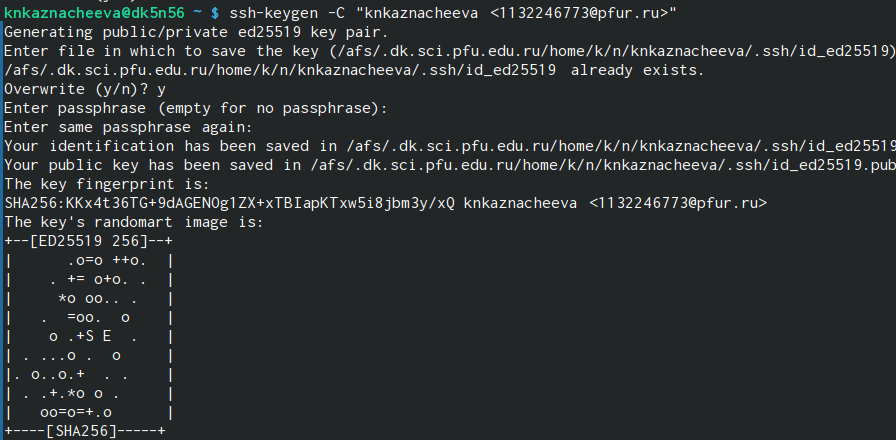 knkaznacheeva@dk5n56 ~ $ ssh-keygen -C "knkaznacheeva <1132246773@pfur.ru>"
Generating public/private ed25519 key pair.
Enter file in which to save the key (/afs/.dk.sci.pfu.edu.ru/home/k/n/knkaznacheeva/.ssh/id_ed25519)
/afs/.dk.sci.pfu.edu.ru/home/k/n/knkaznacheeva/.ssh/id_ed25519 already exists.
Overwrite (y/n)? y
Enter passphrase (empty for no passphrase):
Enter same passphrase again:
Your identification has been saved in /afs/.dk.sci.pfu.edu.ru/home/k/n/knkaznacheeva/.ssh/id_ed2551
Your public key has been saved in /afs/.dk.sci.pfu.edu.ru/home/k/n/knkaznacheeva/.ssh/id_ed25519.pub
The key fingerprint is:
SHA256:KKx4t36TG+9dAGENOg1ZX+xTBIapKTxw5i8jbm3y/xQ knkaznacheeva <1132246773@pfur.ru>
The key's randomart image is:
+--[ED25519 256]--+
|      .o=o ++o.  |
|    . += o+o. .  |
|     *o oo.. .   |
|   .  =oo.  o    |
|    o .+S E  .   |
| . ...o .  o     |
|. o..o.+  . .    |
| . .+.*o o .     |
|   oo=o=+.o      |
+----[SHA256]-----+